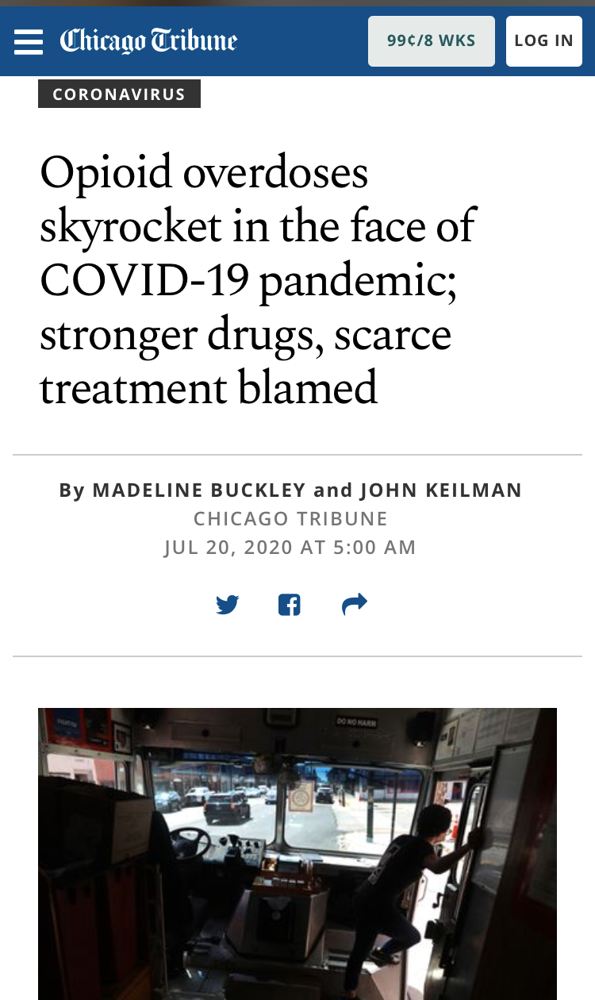 Chicago Tribune
99¢/8 WKS
LOG IN
CORONAVIRUS
Opioid overdoses
skyrocket in the face of
COVID-19 pandemic;
stronger drugs, scarce
treatment blamed
By MADELINE BUCKLEY and JOHN KEILMAN
CHICAGO TRIBUNE
JUL 20, 2020 AT 5:00 AM
DO NO HARM